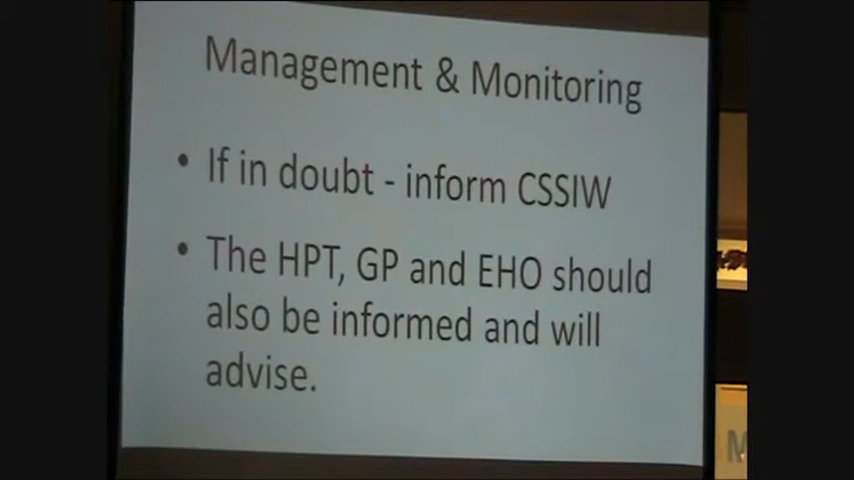 Management & Monitoring
• If in doubt - inform CSSIW
• The HPT, GP and EHO should
also be informed and will
advise.
M